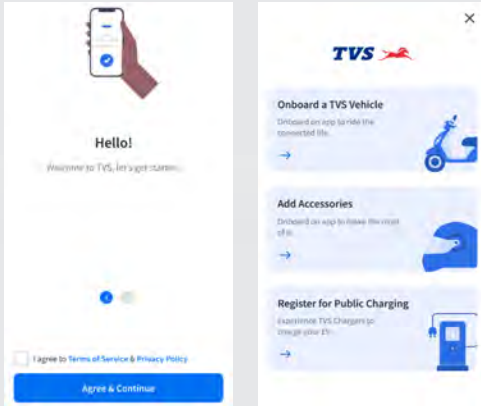 Hello!
Welcome to TVS, let's get started.
I agree to Terms of Service & Privacy Policy
Agree & Continue
TVS
Onboard a TVS Vehicle
Onboard on app to ride the
connected life.
Add Accessories
Onboard on app to make the most
of it.
Register for Public Charging
Experience TVS Chargers to
charge your EV.